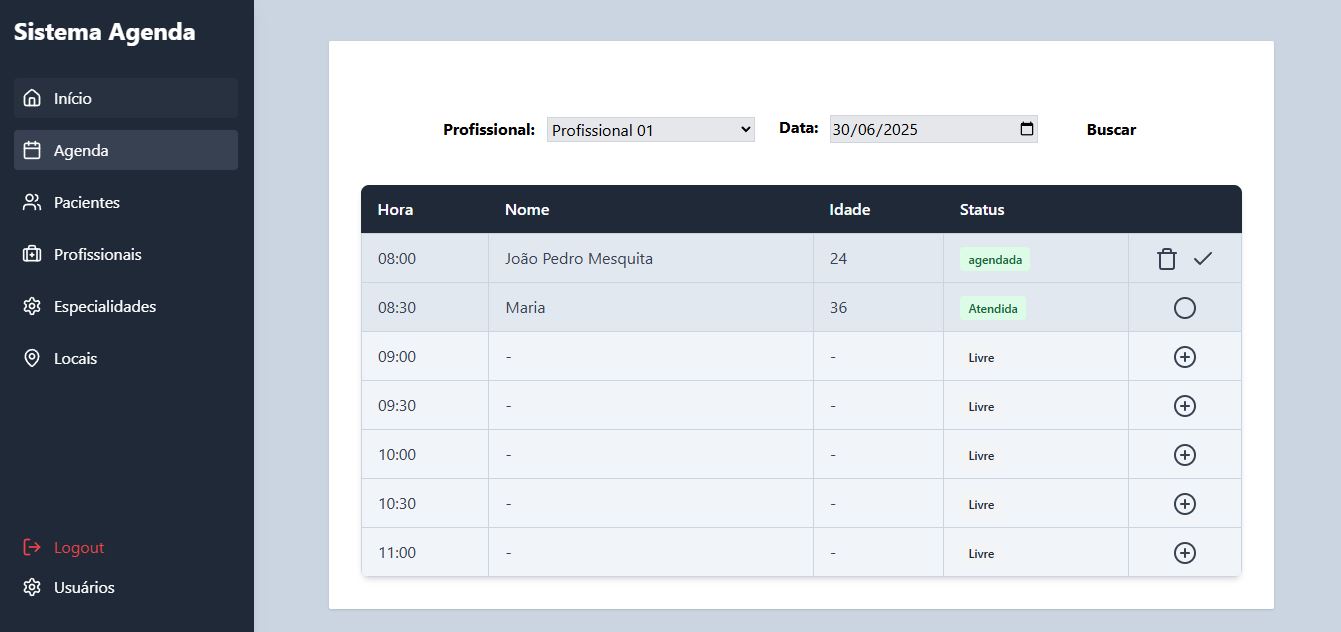 Sistema Agenda
Início
Agenda
Pacientes
Profissionais
Especialidades
Locais
Logout
Usuários
Profissional: Profissional 01 Data: 30/06/2025 Buscar
Hora Nome Idade Status
08:00 João Pedro Mesquita 24 agendada
08:30 Maria 36 Atendida
09:00 - - Livre
09:30 - - Livre
10:00 - - Livre
10:30 - - Livre
11:00 - - Livre